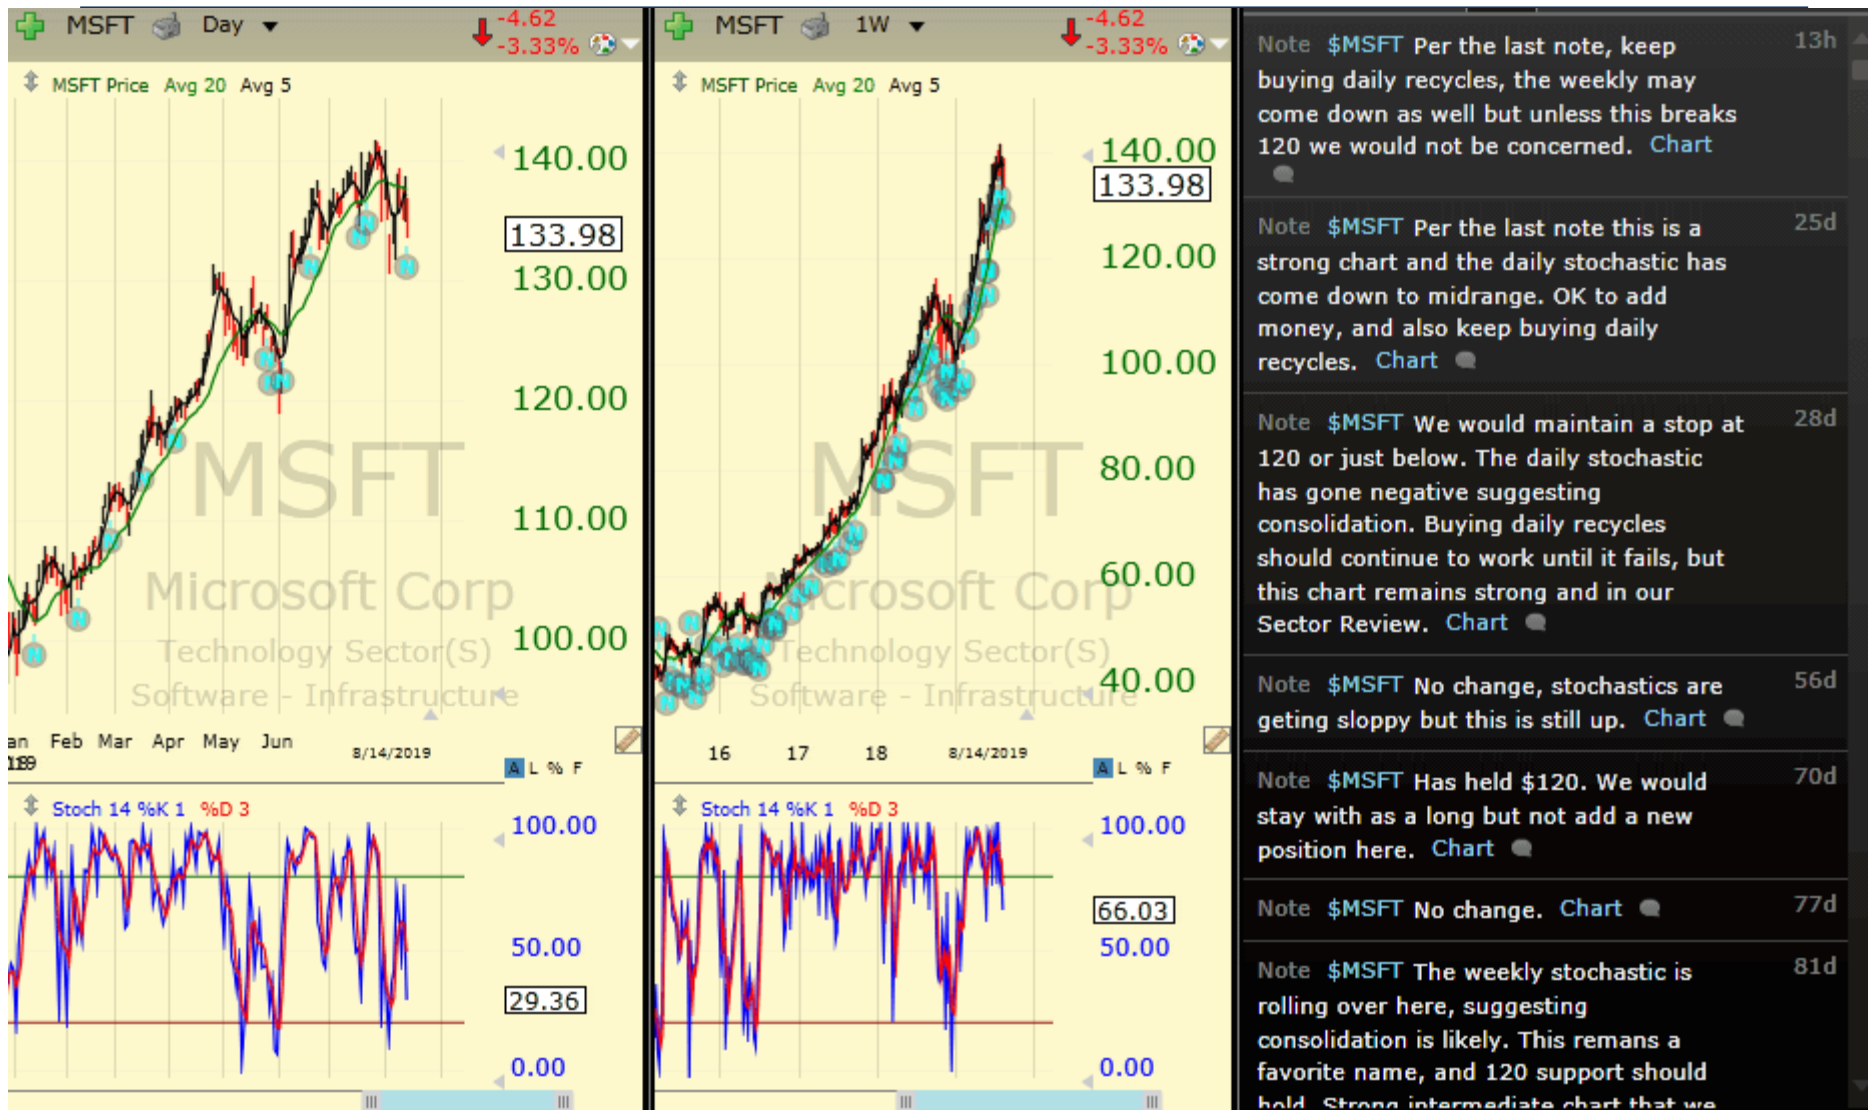 MSFT Day -4.62
-3.33%
MSFT Price Avg 20 Avg 5
140.00
133.98
130.00
120.00
110.00
100.00
MSFT
Microsoft Corp
Technology Sector(S)
Software - Infrastructure
Feb Mar Apr May Jun
8/14/2019
A L % F
Stoch 14 %K 1 %D 3
100.00
50.00
29.36
0.00
MSFT 1W -4.62
-3.33%
MSFT Price Avg 20 Avg 5
140.00
133.98
120.00
100.00
80.00
60.00
40.00
MSFT
Microsoft Corp
Technology Sector(S)
Software - Infrastructure
16 17 18 8/14/2019
A L % F
Stoch 14 %K 1 %D 3
100.00
66.03
50.00
0.00
Note $MSFT Per the last note, keep 13h
buying daily recycles, the weekly may
come down as well but unless this breaks
120 we would not be concerned. Chart
Note $MSFT Per the last note this is a 25d
strong chart and the daily stochastic has
come down to midrange. OK to add
money, and also keep buying daily
recycles. Chart
Note $MSFT We would maintain a stop at 28d
120 or just below. The daily stochastic
has gone negative suggesting
consolidation. Buying daily recycles
should continue to work until it fails, but
this chart remains strong and in our
Sector Review. Chart
Note $MSFT No change, stochastics are 56d
geting sloppy but this is still up. Chart
Note $MSFT Has held $120. We would 70d
stay with as a long but not add a new
position here. Chart
Note $MSFT No change. Chart 77d
Note $MSFT The weekly stochastic is 81d
rolling over here, suggesting
consolidation is likely. This remans a
favorite name, and 120 support should
hold. Strong intermediate chart that we